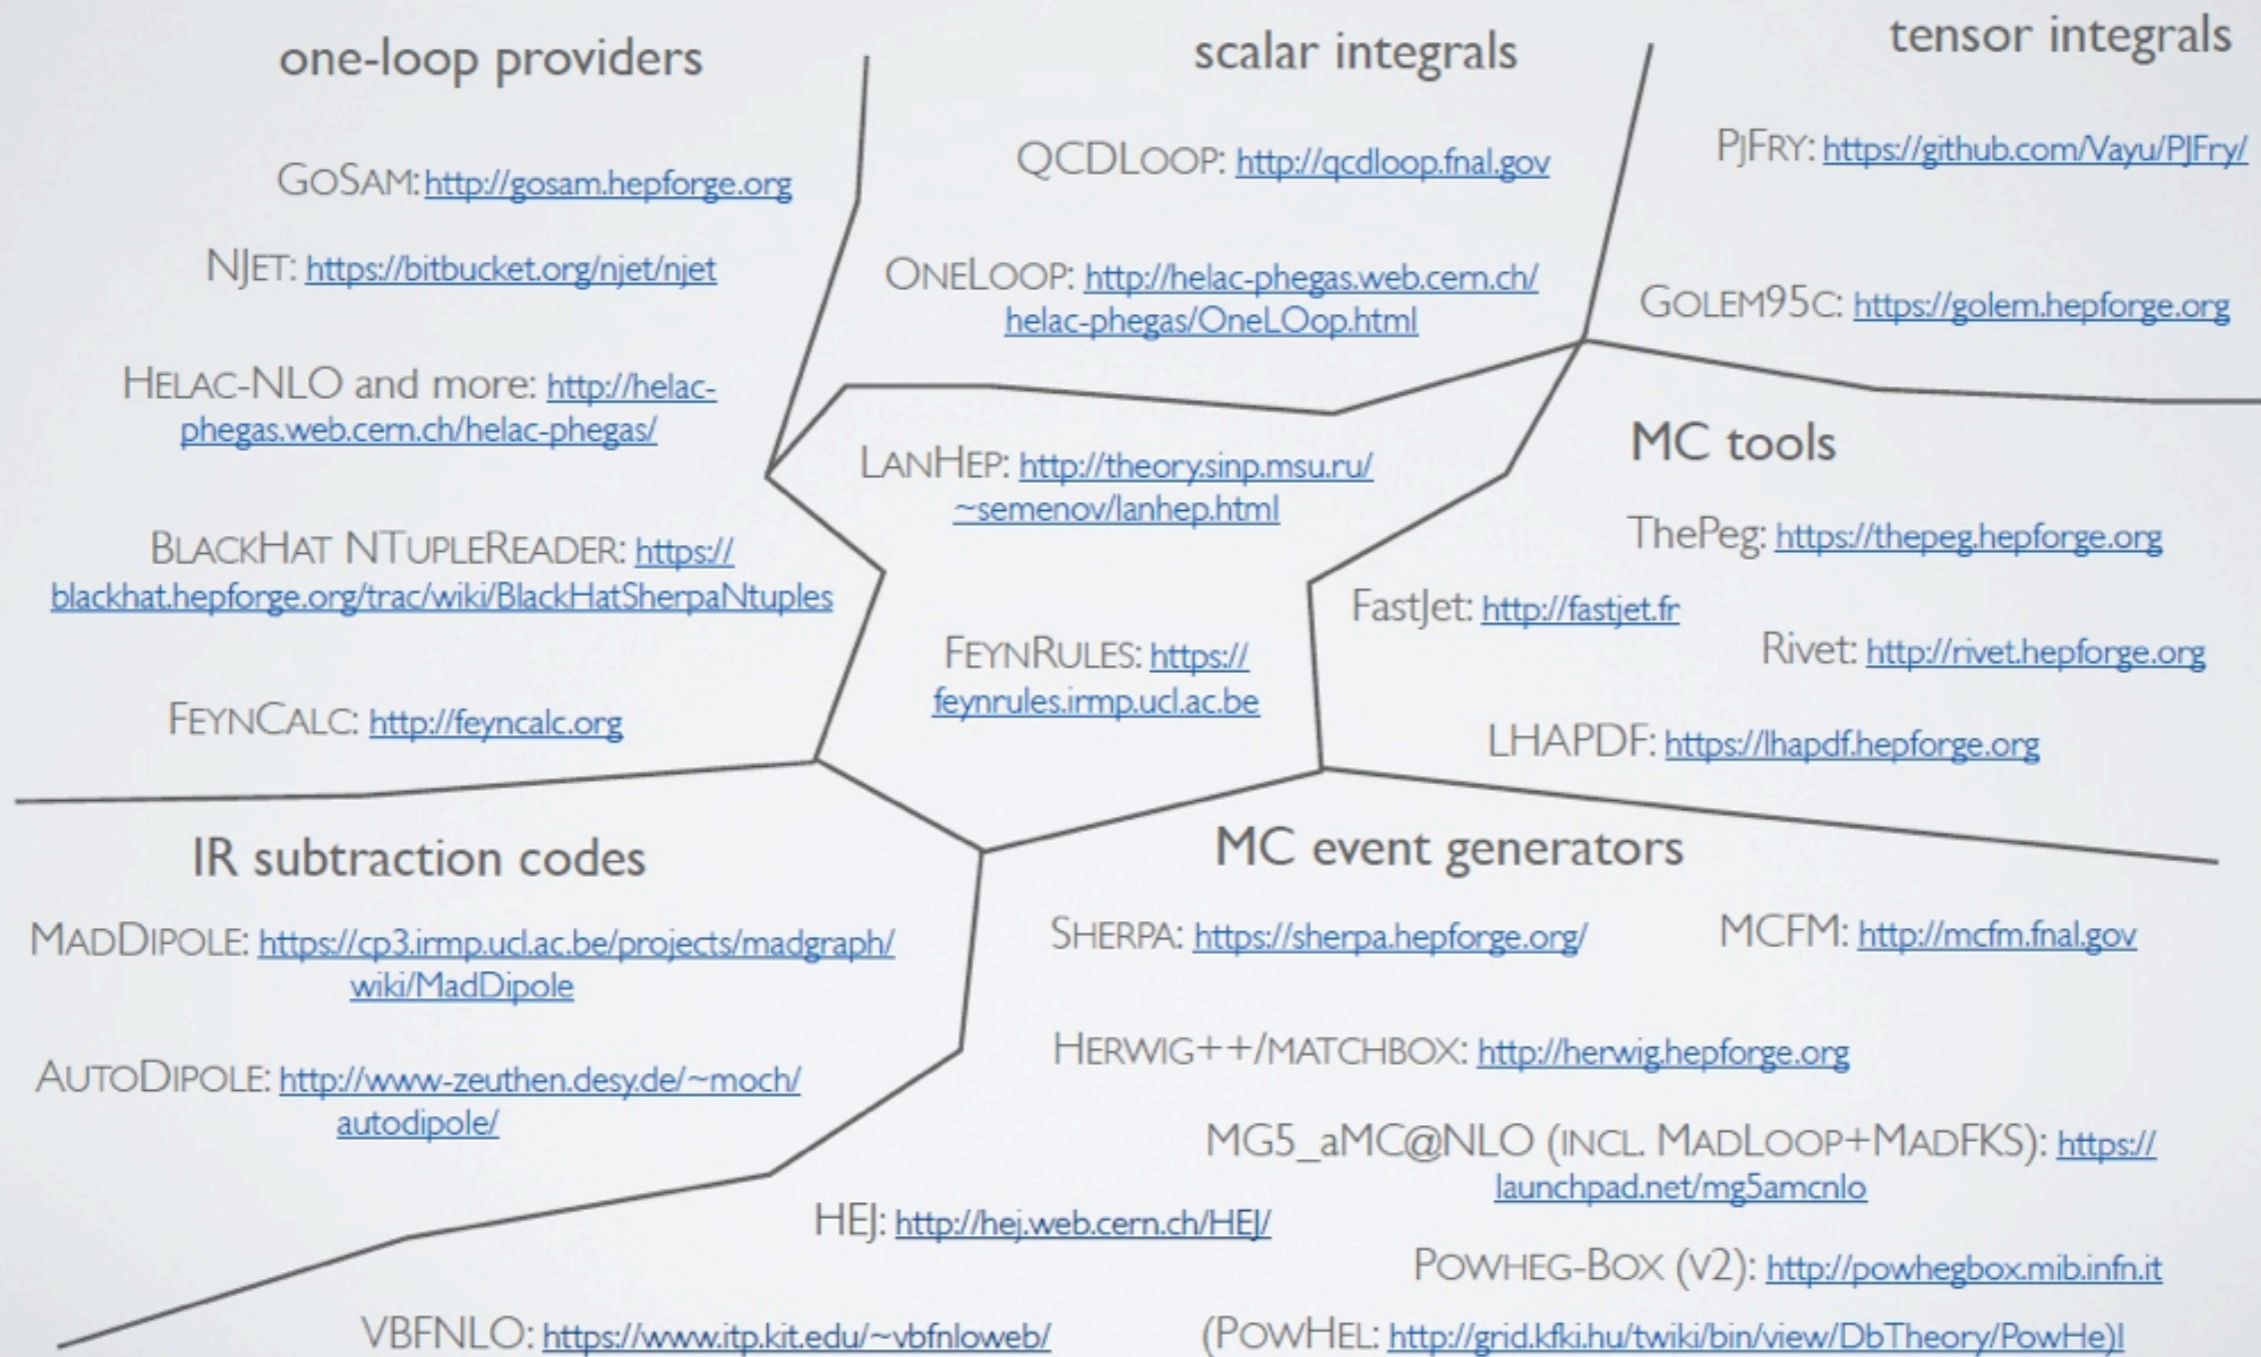 one-loop providers
GOSAM: http://gosam.hepforge.org
NJET: https://bitbucket.org/njet/njet
HELAC-NLO and more: http://helac-
phegas.web.cern.ch/helac-phegas/
BLACKHAT NTUPLEREADER: https://
blackhat.hepforge.org/trac/wiki/BlackHatSherpaNtuples
FEYNCALC: http://feyncalc.org
scalar integrals
QCDLOOP: http://qcdloop.fnal.gov
ONELOOP: http://helac-phegas.web.cern.ch/
helac-phegas/OneLOop.html
tensor integrals
PJFRY: https://github.com/Vayu/PJFry/
GOLEM95C: https://golem.hepforge.org
LANHEP: http://theory.sinp.msu.ru/
~semenov/lanhep.html
FEYNRULES: https://
feynrules.irmp.ucl.ac.be
MC tools
ThePeg: https://thepeg.hepforge.org
FastJet: http://fastjet.fr
Rivet: http://rivet.hepforge.org
LHAPDF: https://lhapdf.hepforge.org
IR subtraction codes
MADDIPOLE: https://cp3.irmp.ucl.ac.be/projects/madgraph/
wiki/MadDipole
AUTODIPOLE: http://www-zeuthen.desy.de/~moch/
autodipole/
MC event generators
SHERPA: https://sherpa.hepforge.org/
MCFM: http://mcfm.fnal.gov
HERWIG++/MATCHBOX: http://herwig.hepforge.org
MG5_aMC@NLO (INCL. MADLOOP+MADFKS): https://
launchpad.net/mg5amcnlo
HEJ: http://hej.web.cern.ch/HEJ/
POWHEG-BOX (V2): http://powhegbox.mib.infn.it
VBFNLO: https://www.itp.kit.edu/~vbfnloweb/
(POWHEL: http://grid.kfki.hu/twiki/bin/view/DbTheory/PowHe)l